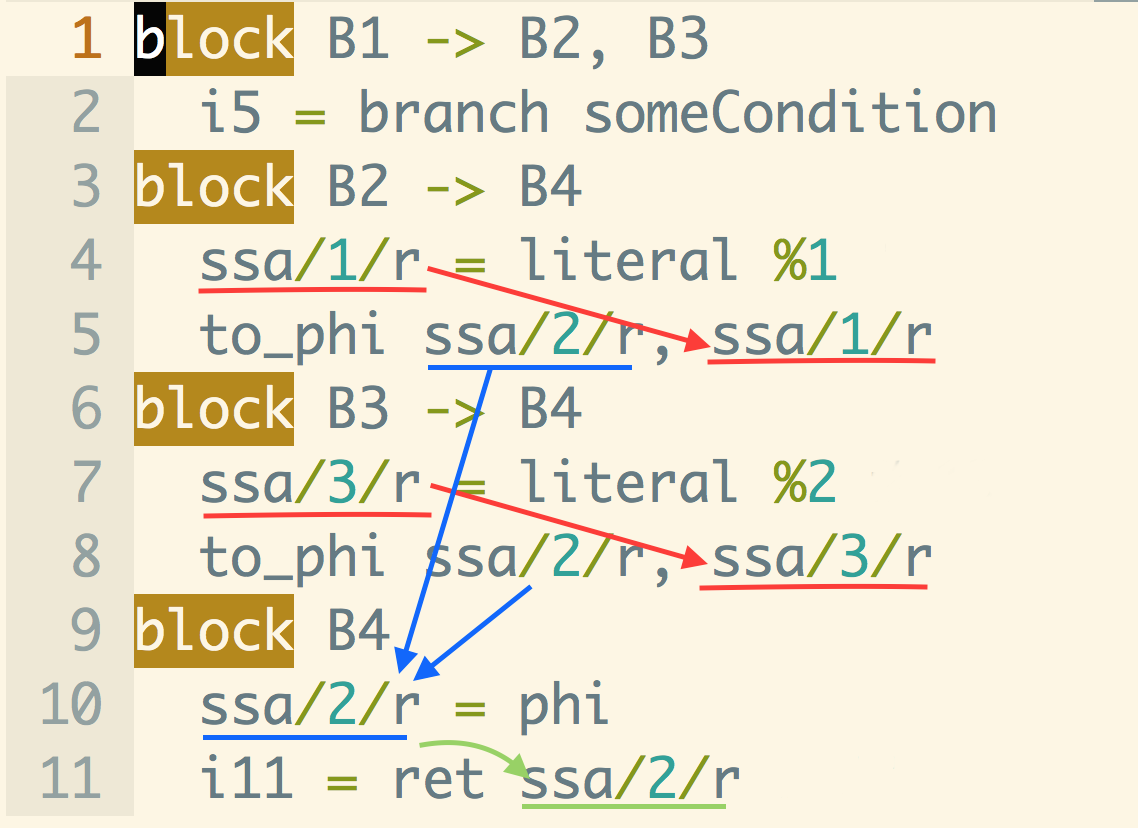 1 block B1 -> B2, B3
2 i5 = branch someCondition
3 block B2 -> B4
4 ssa/1/r = literal %1
5 to_phi ssa/2/r, ssa/1/r
6 block B3 -> B4
7 ssa/3/r = literal %2
8 to_phi ssa/2/r, ssa/3/r
9 block B4
10 ssa/2/r = phi
11 i11 = ret ssa/2/r